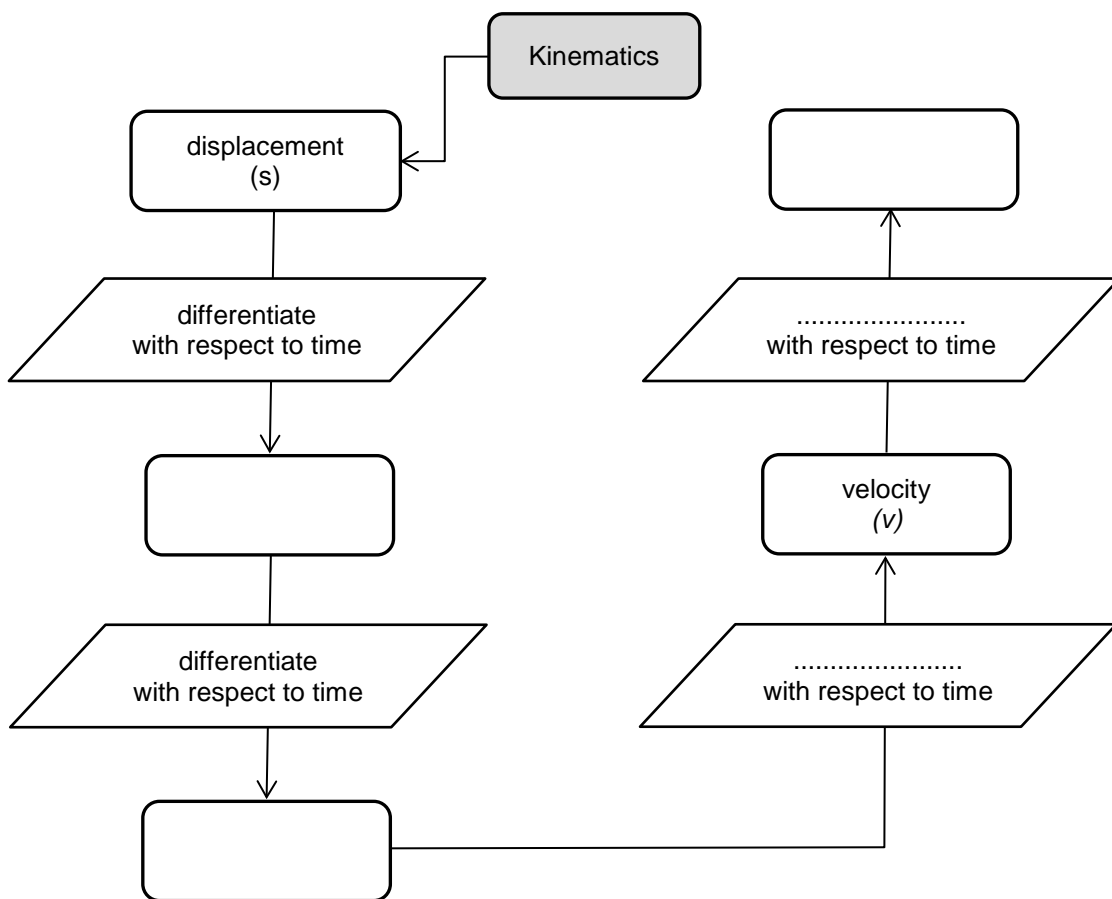 Kinematics
displacement
(s)
differentiate
with respect to time
differentiate
with respect to time
.......................
with respect to time
velocity
(v)
.......................
with respect to time